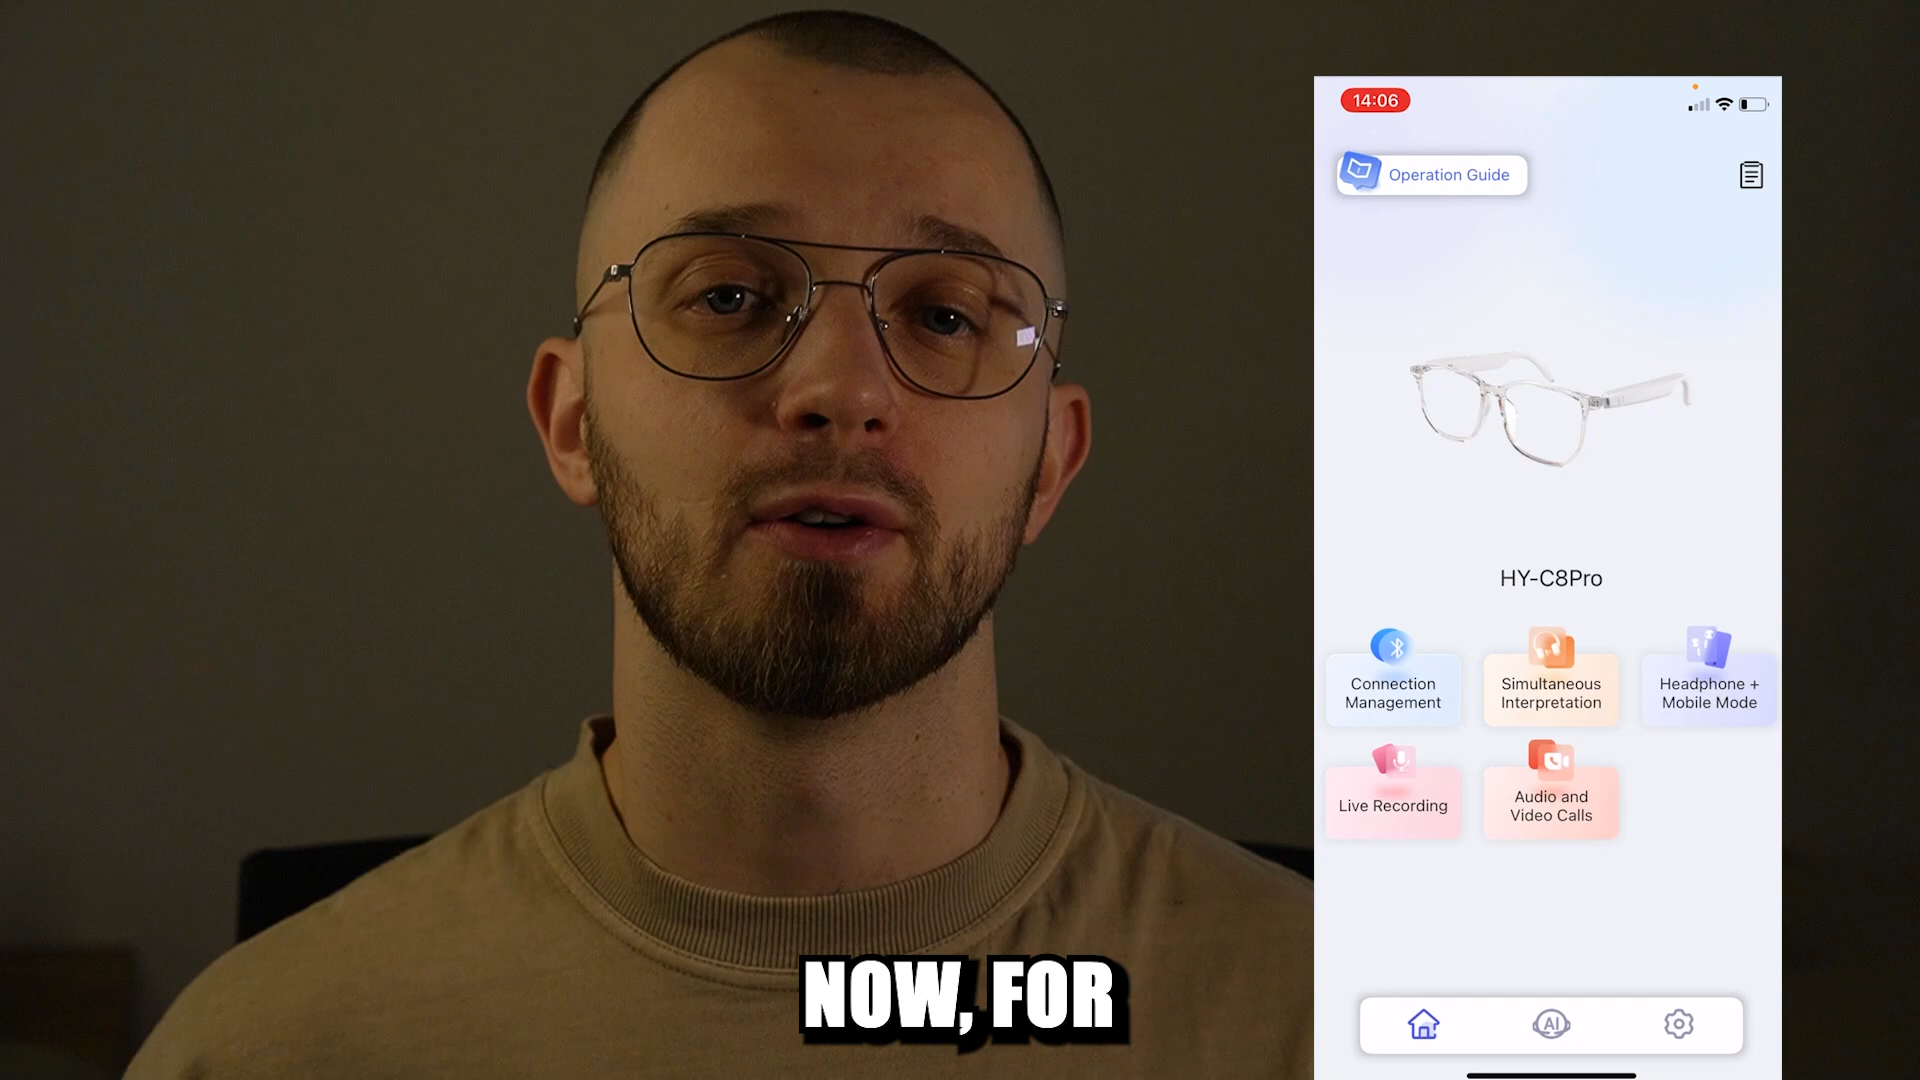 14:06
Operation Guide
HY-C8Pro
Connection
Management
Simultaneous
Interpretation
Headphone +
Mobile Mode
Live Recording
Audio and
Video Calls
AI
NOW, FOR